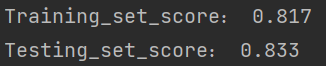 Training_set_score： 0.817
Testing_set_score： 0.833